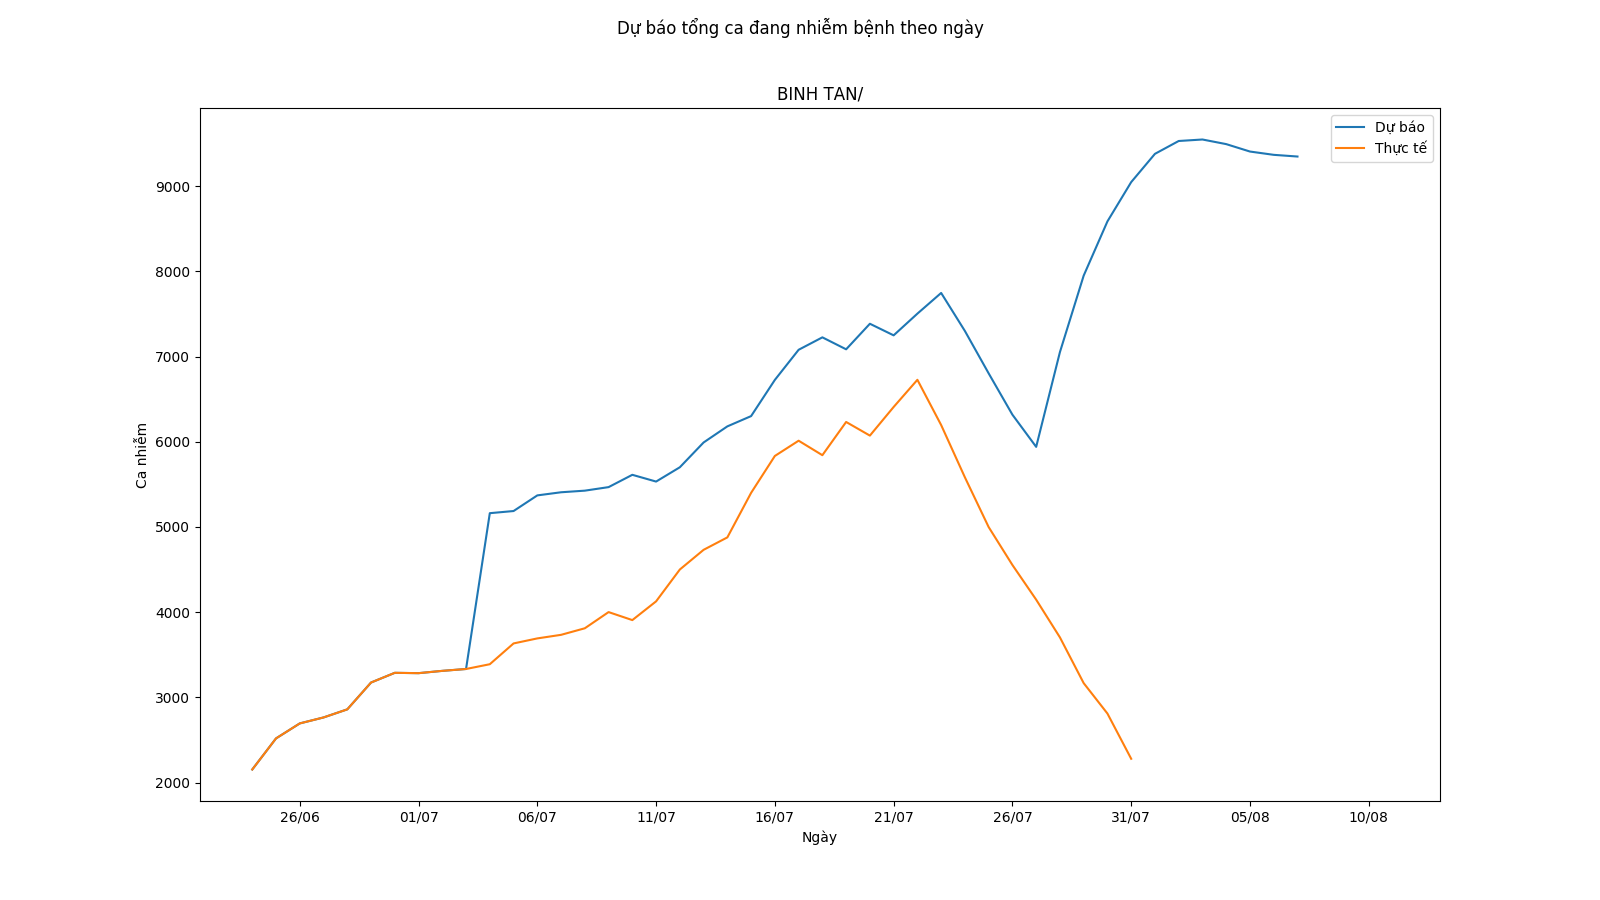 Dự báo tổng ca đang nhiễm bệnh theo ngày
BINH TAN/
Dự báo
Thực tế
9000
8000
7000
6000
5000
4000
3000
2000
Ca nhiễm
26/06 01/07 06/07 11/07 16/07 21/07 26/07 31/07 05/08 10/08
Ngày